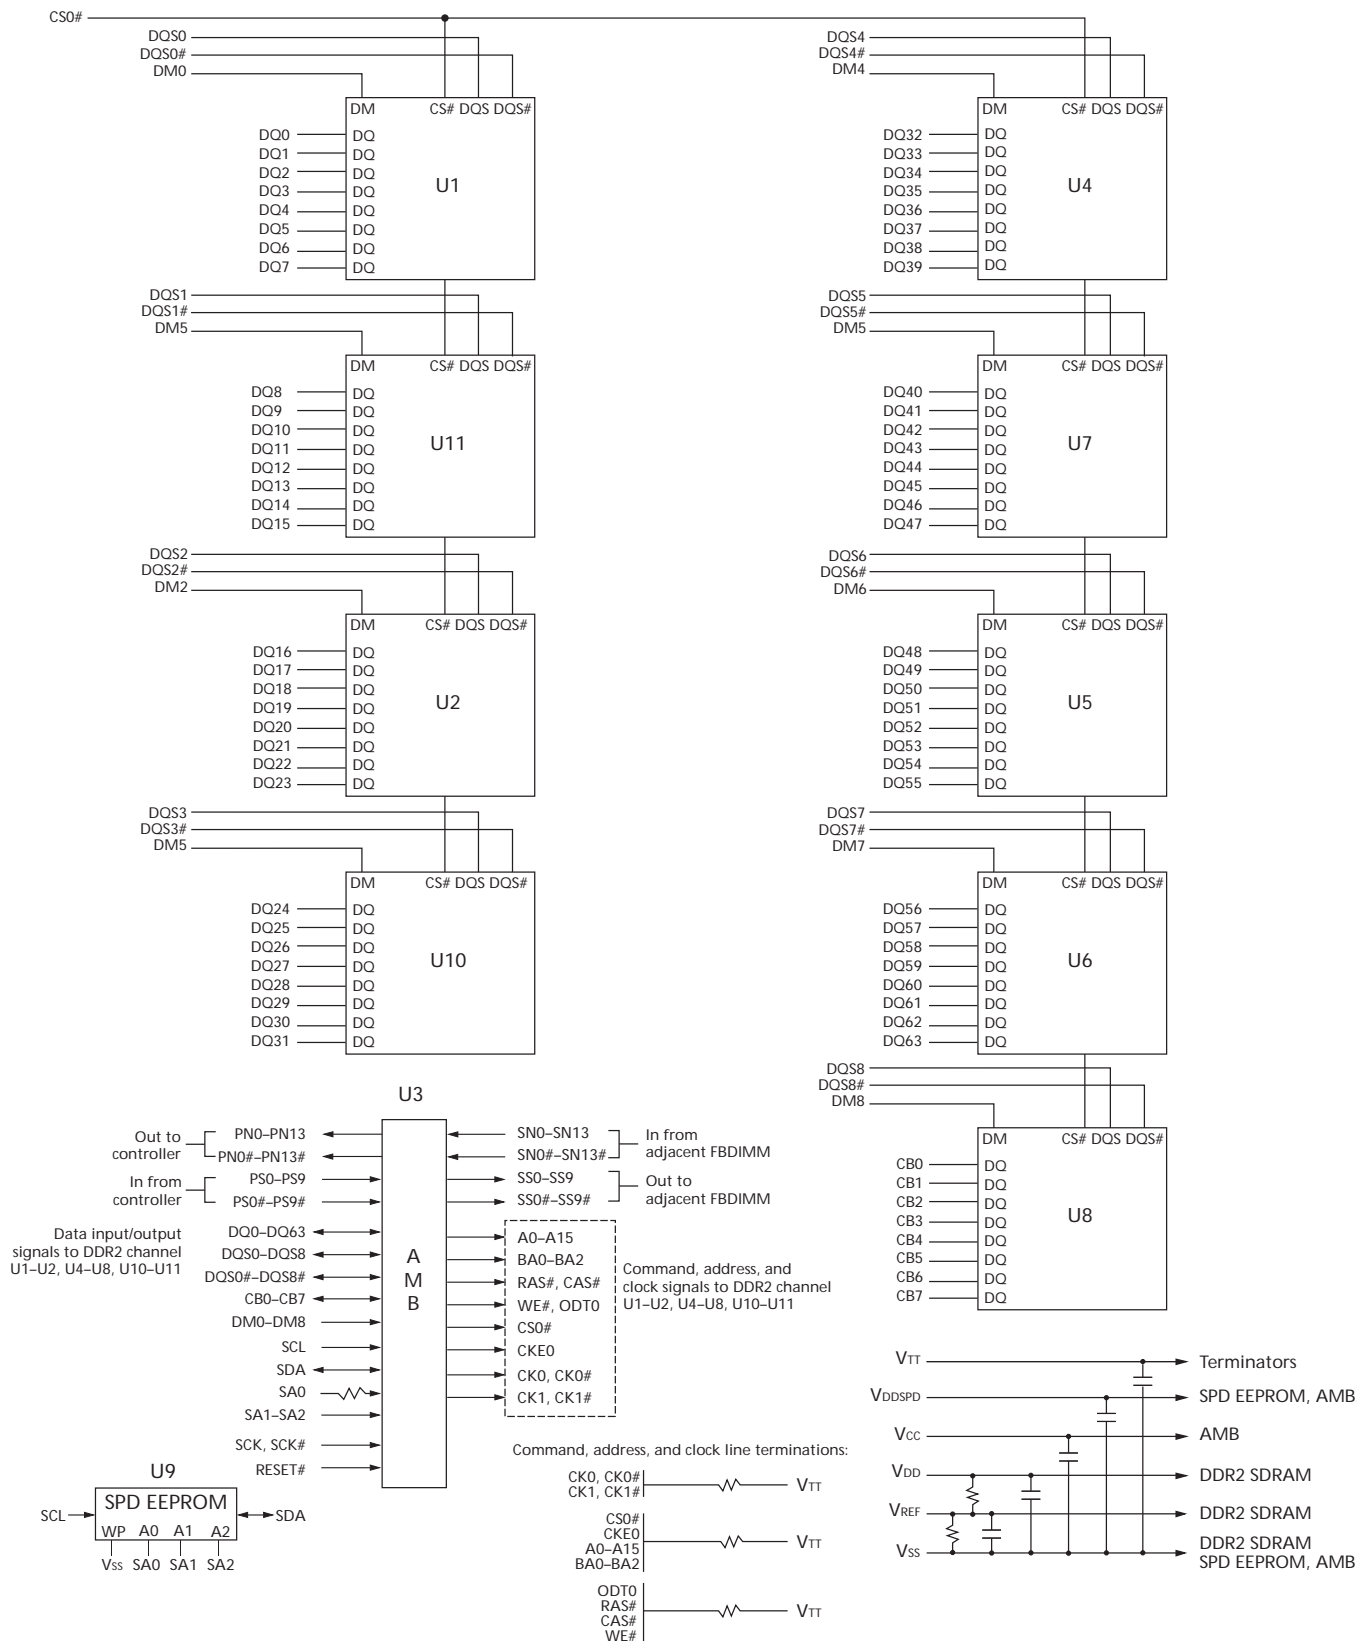 CS0#
DQS0
DQS0#
DM0
DM CS# DQS DQS#
DQ0 DQ
DQ1 DQ
DQ2 DQ
DQ3 DQ
DQ4 DQ
DQ5 DQ
DQ6 DQ
DQ7 DQ
U1
DQS1
DQS1#
DM5
DM CS# DQS DQS#
DQ8 DQ
DQ9 DQ
DQ10 DQ
DQ11 DQ
DQ12 DQ
DQ13 DQ
DQ14 DQ
DQ15 DQ
U11
DQS2
DQS2#
DM2
DM CS# DQS DQS#
DQ16 DQ
DQ17 DQ
DQ18 DQ
DQ19 DQ
DQ20 DQ
DQ21 DQ
DQ22 DQ
DQ23 DQ
U2
DQS3
DQS3#
DM5
DM CS# DQS DQS#
DQ24 DQ
DQ25 DQ
DQ26 DQ
DQ27 DQ
DQ28 DQ
DQ29 DQ
DQ30 DQ
DQ31 DQ
U10
DQS4
DQS4#
DM4
DM CS# DQS DQS#
DQ32 DQ
DQ33 DQ
DQ34 DQ
DQ35 DQ
DQ36 DQ
DQ37 DQ
DQ38 DQ
DQ39 DQ
U4
DQS5
DQS5#
DM5
DM CS# DQS DQS#
DQ40 DQ
DQ41 DQ
DQ42 DQ
DQ43 DQ
DQ44 DQ
DQ45 DQ
DQ46 DQ
DQ47 DQ
U7
DQS6
DQS6#
DM6
DM CS# DQS DQS#
DQ48 DQ
DQ49 DQ
DQ50 DQ
DQ51 DQ
DQ52 DQ
DQ53 DQ
DQ54 DQ
DQ55 DQ
U5
DQS7
DQS7#
DM7
DM CS# DQS DQS#
DQ56 DQ
DQ57 DQ
DQ58 DQ
DQ59 DQ
DQ60 DQ
DQ61 DQ
DQ62 DQ
DQ63 DQ
U6
DQS8
DQS8#
DM8
DM CS# DQS DQS#
CB0 DQ
CB1 DQ
CB2 DQ
CB3 DQ
CB4 DQ
CB5 DQ
CB6 DQ
CB7 DQ
U8
U3
A
M
B
Out to
controller
PN0–PN13
PN0#–PN13#
In from
controller
PS0–PS9
PS0#–PS9#
Data input/output
signals to DDR2 channel
U1–U2, U4–U8, U10–U11
DQ0–DQ63
DQS0–DQS8
DQS0#–DQS8#
CB0–CB7
DM0–DM8
SCL
SDA
SA0
SA1–SA2
SCK, SCK#
RESET#
SN0–SN13
SN0#–SN13#
In from
adjacent FBDIMM
SS0–SS9
SS0#–SS9#
Out to
adjacent FBDIMM
A0–A15
BA0–BA2
RAS#, CAS#
WE#, ODT0
CS0#
CKE0
CK0, CK0#
CK1, CK1#
Command, address, and
clock signals to DDR2 channel
U1–U2, U4–U8, U10–U11
U9
SPD EEPROM
SCL
SDA
WP A0 A1 A2
VSS SA0 SA1 SA2
Command, address, and clock line terminations:
CK0, CK0#
CK1, CK1#
VTT
CS0#
CKE0
A0–A15
BA0–BA2
VTT
ODT0
RAS#
CAS#
WE#
VTT
VTT Terminators
VDDSPD SPD EEPROM, AMB
VCC AMB
VDD DDR2 SDRAM
VREF DDR2 SDRAM
VSS DDR2 SDRAM
SPD EEPROM, AMB